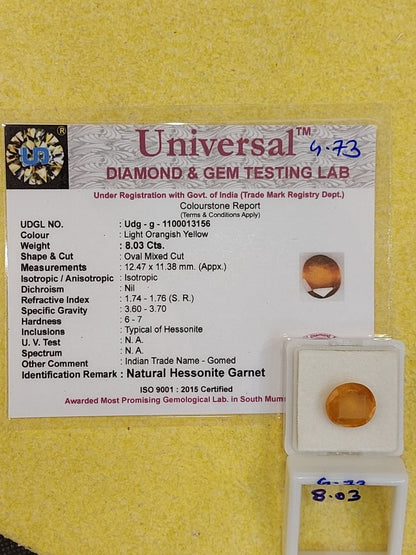 Universal™
G-73
DIAMOND & GEM TESTING LAB
Under Registration with Govt. of India (Trade Mark Registry Dept.)
Colourstone Report
(Terms & Conditions Apply)
UDGL NO. : Udg - g - 1100013156
Colour : Light Orangish Yellow
Weight : 8.03 Cts.
Shape & Cut : Oval Mixed Cut
Measurements : 12.47 x 11.38 mm. (Appx.)
Isotropic / Anisotropic : Isotropic
Dichroism : Nil
Refractive Index : 1.74 - 1.76 (S. R.)
Specific Gravity : 3.60 - 3.70
Hardness : 6 - 7
Inclusions : Typical of Hessonite
U. V. Test : N. A.
Spectrum : N. A.
Other Comment : Indian Trade Name - Gomed
Identification Remark : Natural Hessonite Garnet
ISO 9001 : 2015 Certified
Awarded Most Promising Gemological Lab. in South Mum
8.03